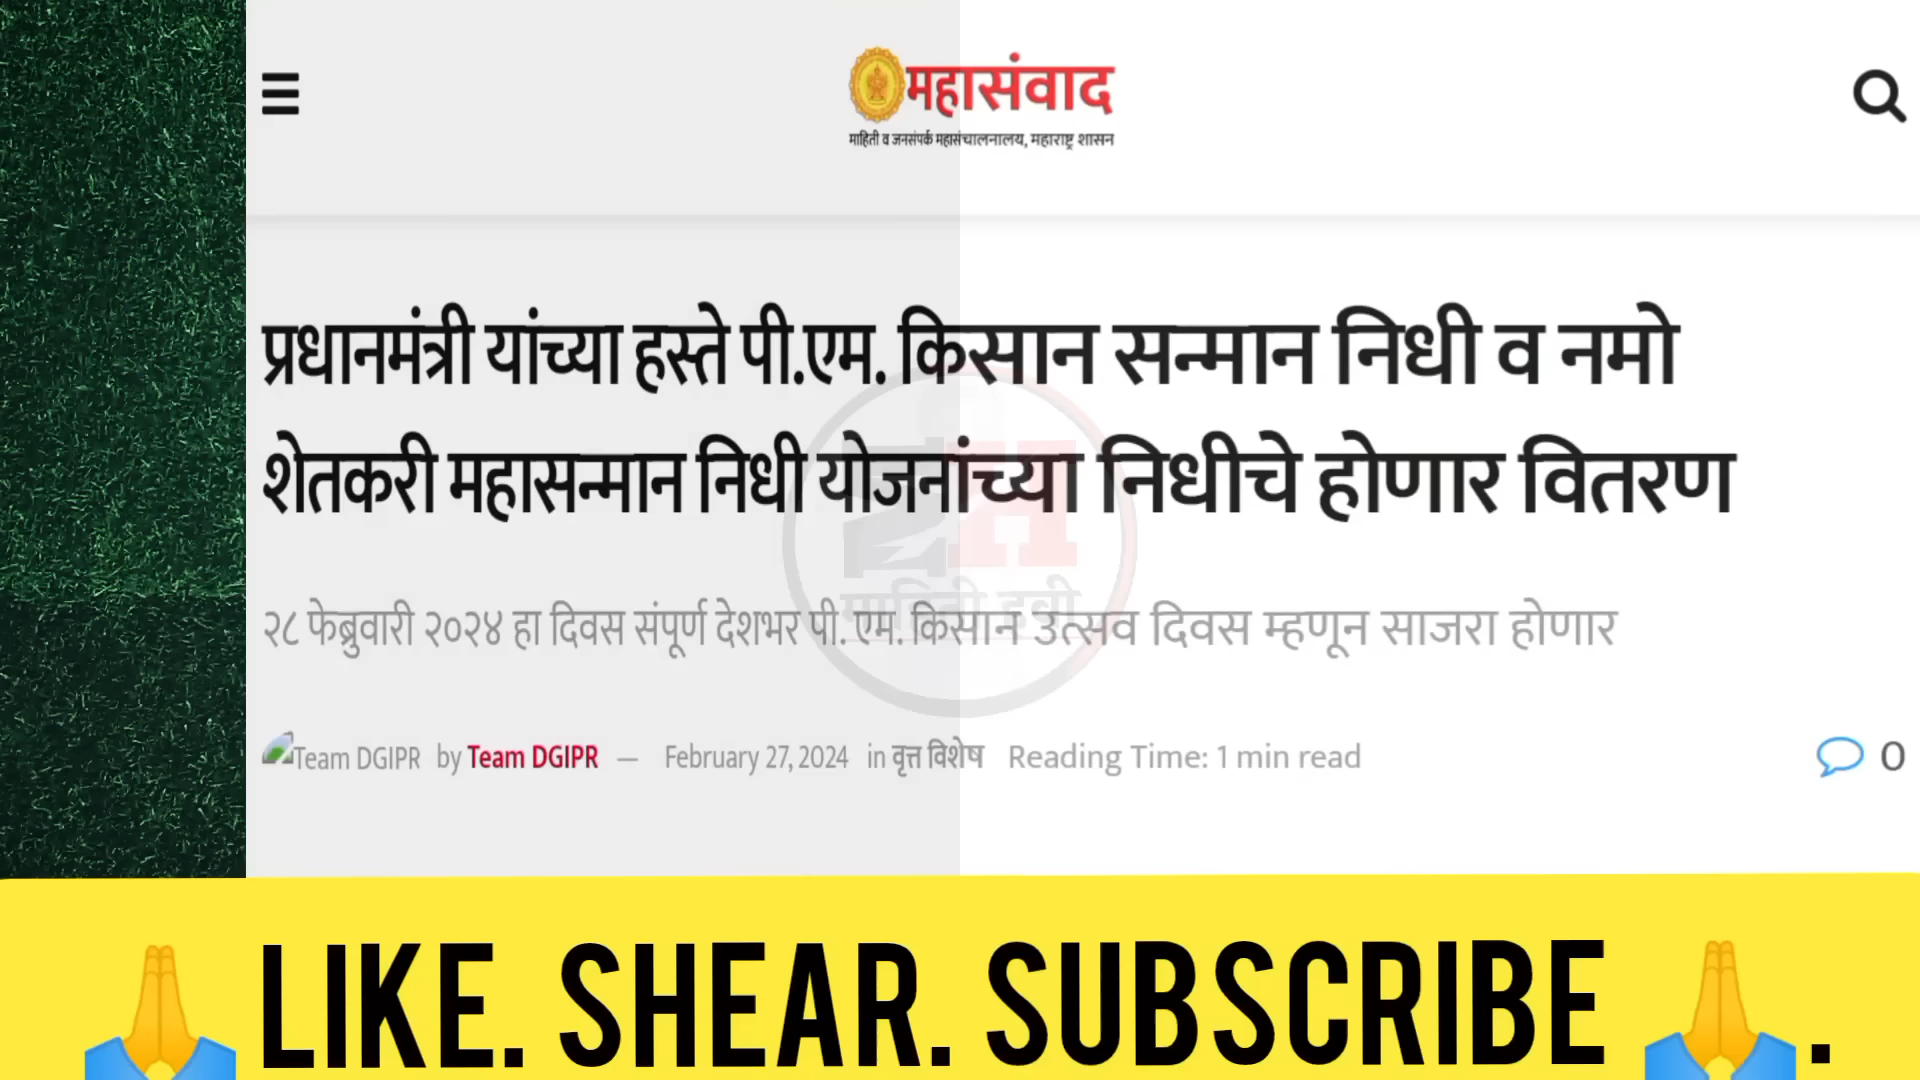 महासंवाद
माहिती व जनसंपर्क महासंचालनालय, महाराष्ट्र शासन
प्रधानमंत्री यांच्या हस्ते पी.एम. किसान सन्मान निधी व नमो
शेतकरी महासन्मान निधी योजनांच्या निधीचे होणार वितरण
माहिती हवी
२८ फेब्रुवारी २०२४ हा दिवस संपूर्ण देशभर पी. एम. किसान उत्सव दिवस म्हणून साजरा होणार
Team DGIPR by Team DGIPR — February 27, 2024 in वृत्त विशेष Reading Time: 1 min read 0
LIKE. SHEAR. SUBSCRIBE .